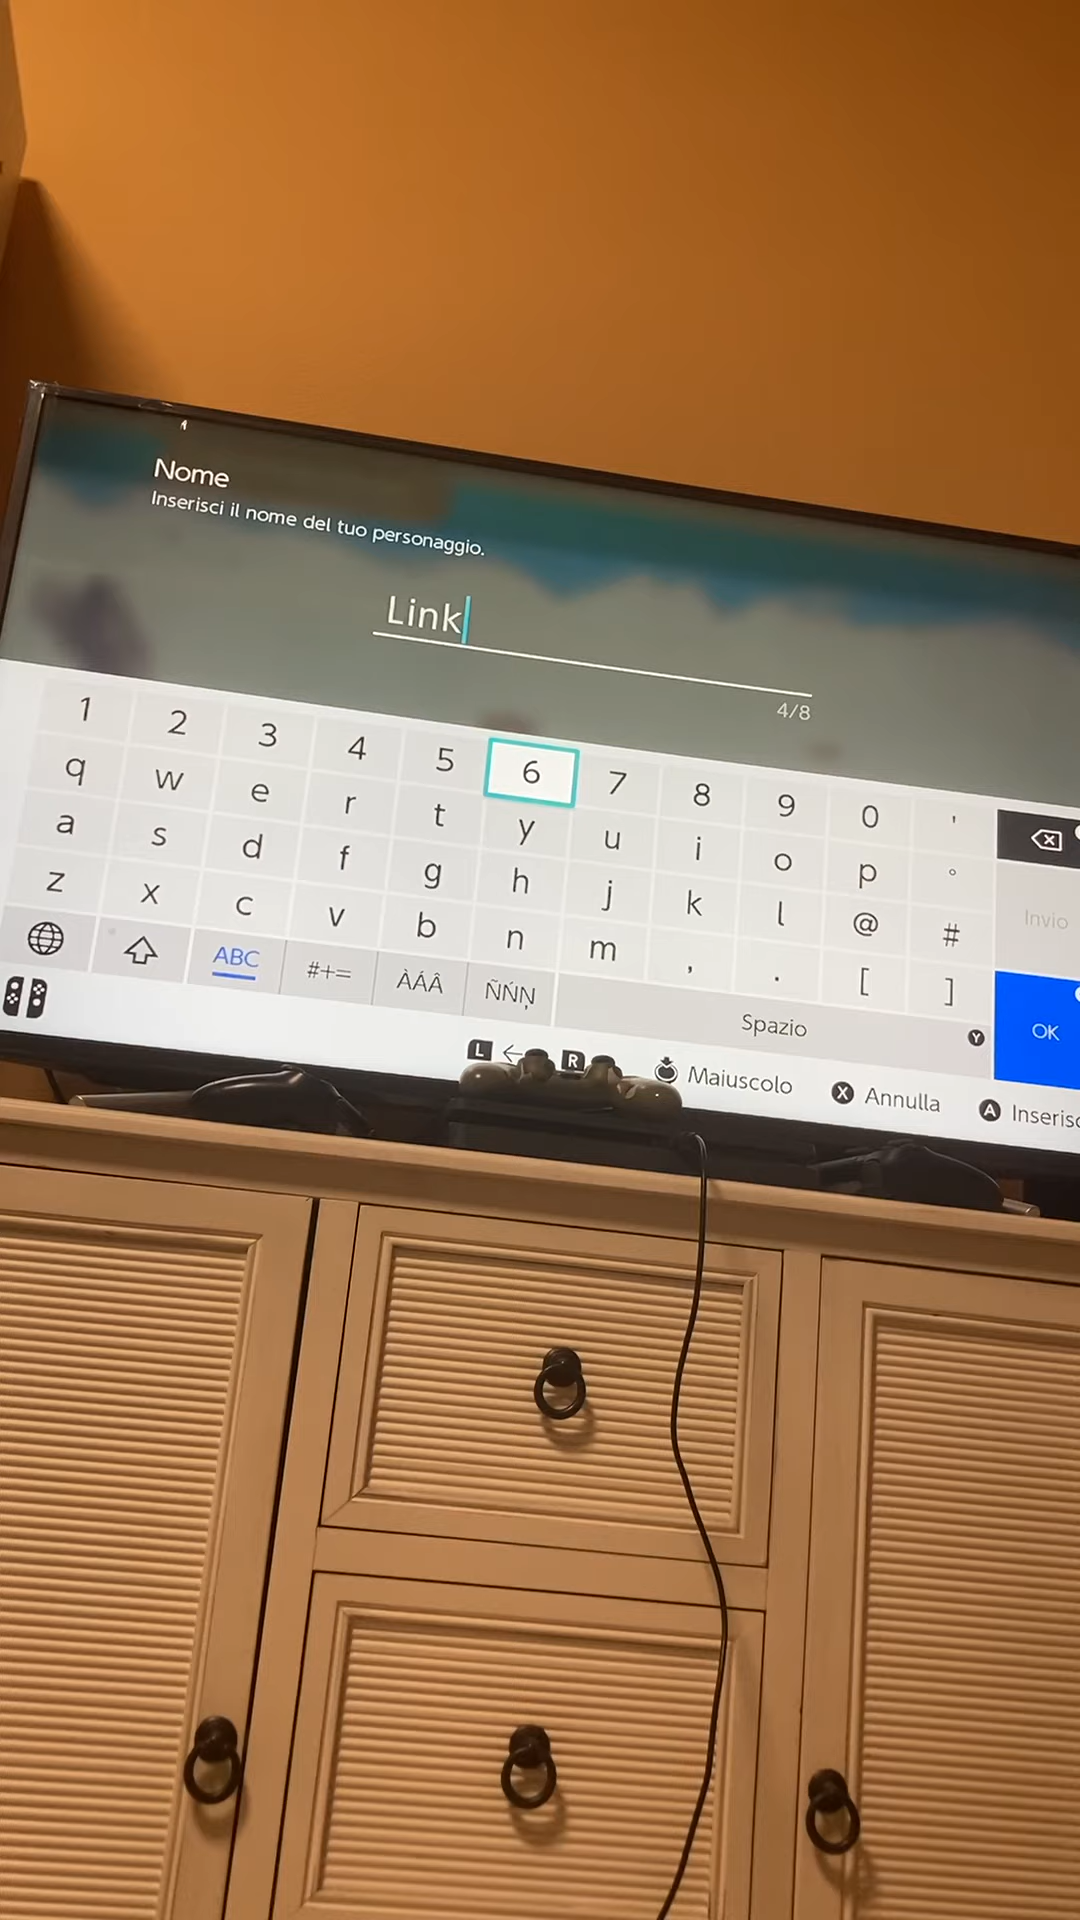 Nome
Inserisci il nome del tuo personaggio.
Link
4/8
1 2 3 4 5 6 7 8 9 0 '
q w e r t y u i o p °
a s d f g h j k l @ #
z x c v b n m , . [ ]
Invio
ABC #+= ÀÁÂ ÑŃŅ Spazio Y OK
L ← R Maiuscolo X Annulla A Inserisc